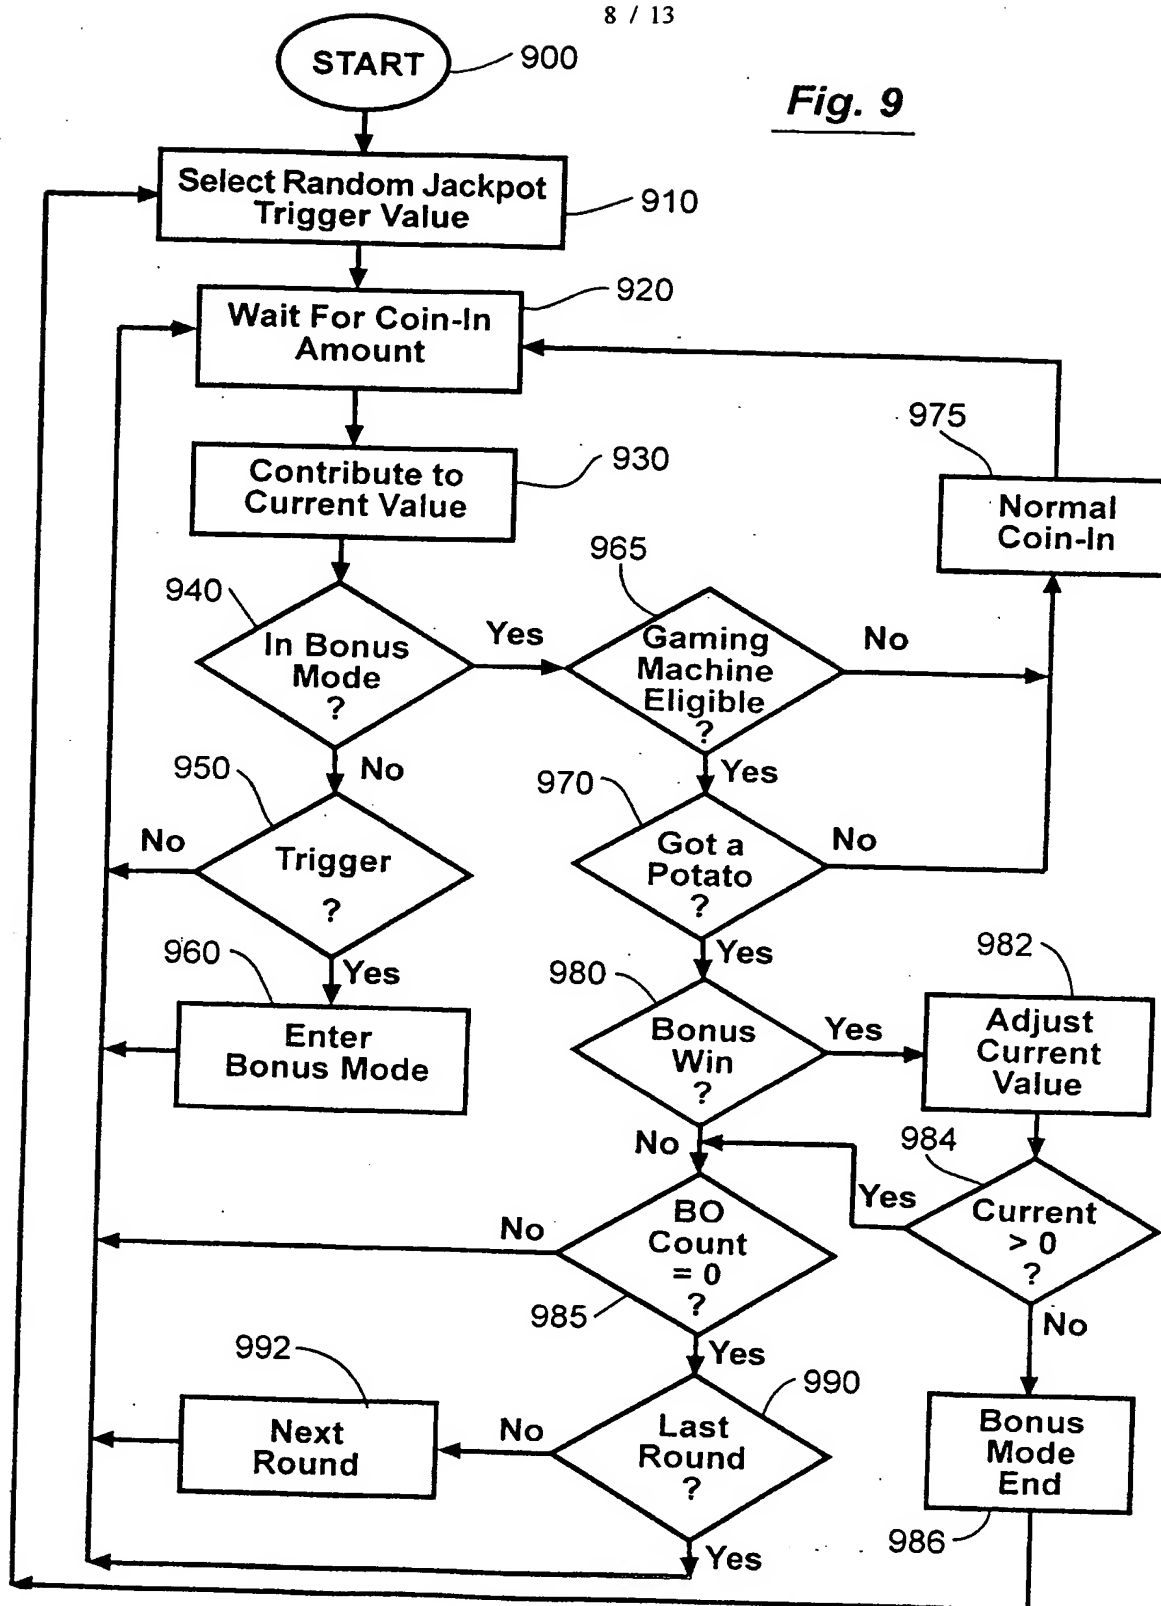 8 / 13
START
900
Fig. 9
Select Random Jackpot
Trigger Value
910
Wait For Coin-In
Amount
920
975
Contribute to
Current Value
930
Normal
Coin-In
965
940
In Bonus
Mode
?
Yes
Gaming
Machine
Eligible
?
No
No
Yes
950
970
No
Trigger
?
Got a
Potato
?
No
960
Yes
Yes
980
982
Enter
Bonus Mode
Bonus
Win
?
Yes
Adjust
Current
Value
No
984
Yes
No
BO
Count
= 0
?
Current
> 0
?
985
No
992
Yes
990
Next
Round
No
Last
Round
?
Bonus
Mode
End
986
Yes